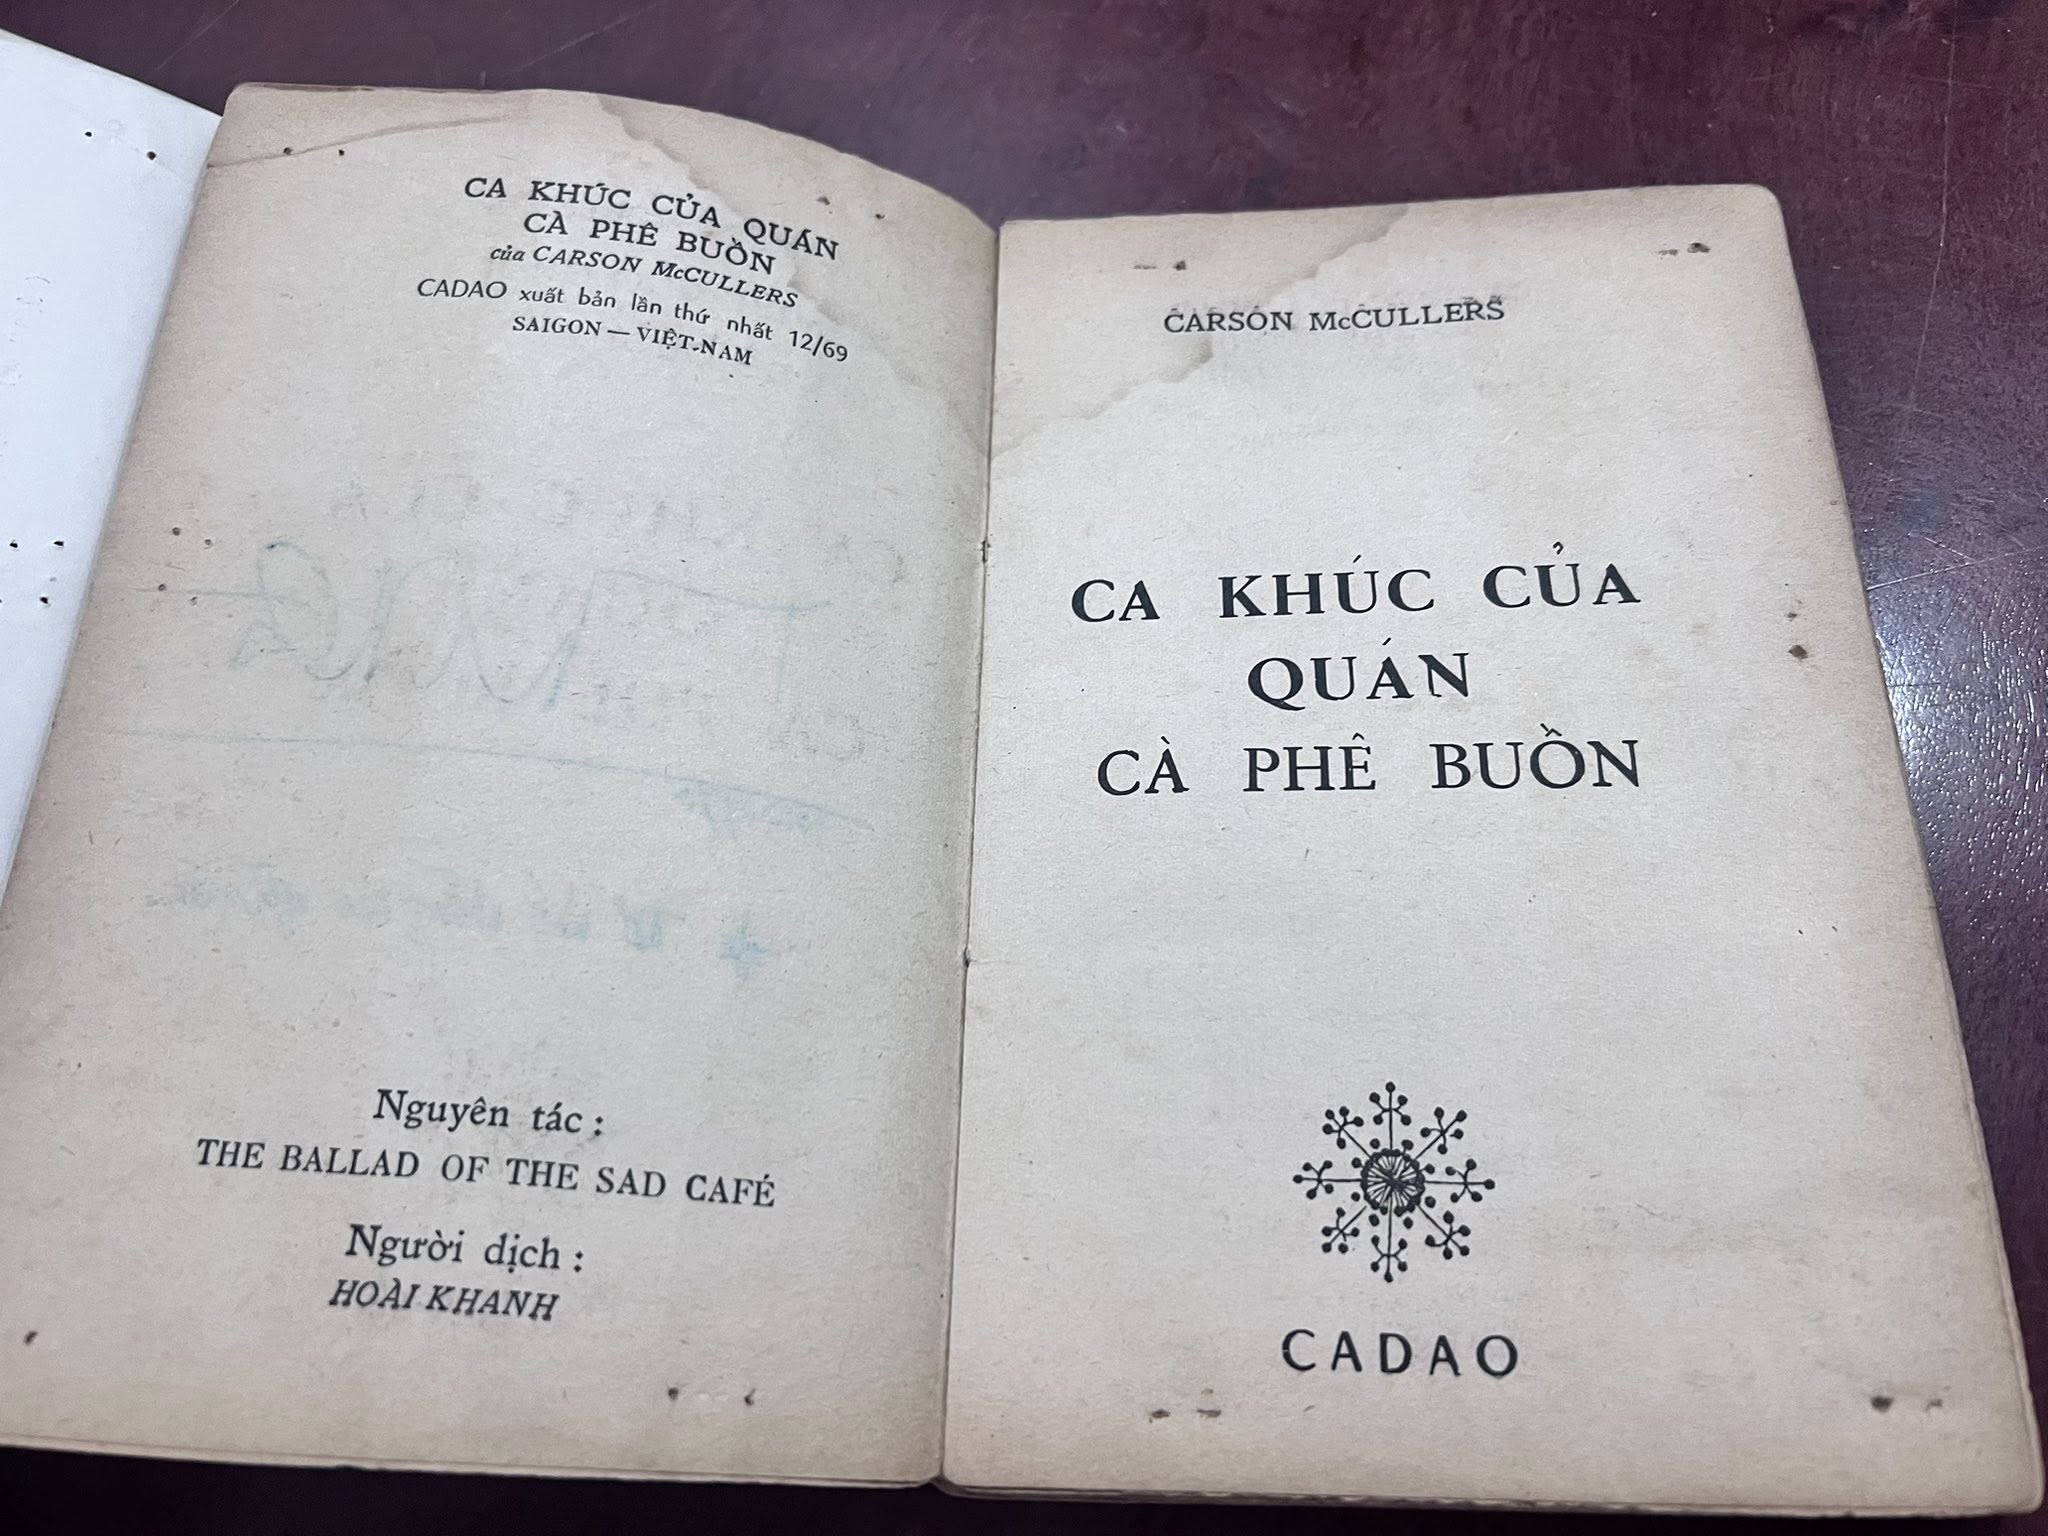 CA KHÚC CỦA QUÁN
CÀ PHÊ BUỒN
của CARSON McCULLERS
CADAO xuất bản lần thứ nhất 12/69
SAIGON — VIỆT-NAM
Nguyên tác :
THE BALLAD OF THE SAD CAFÉ
Người dịch :
HOÀI KHANH
CARSON McCULLERS
CA KHÚC CỦA
QUÁN
CÀ PHÊ BUỒN
CADAO